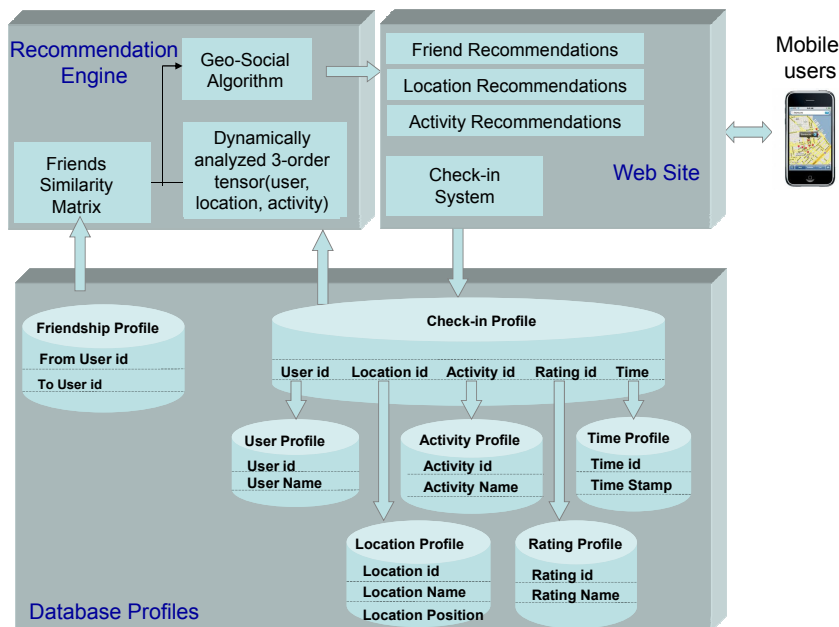 Recommendation
Engine
Geo-Social
Algorithm
Friends
Similarity
Matrix
Dynamically
analyzed 3-order
tensor(user,
location, activity)
Friend Recommendations
Location Recommendations
Activity Recommendations
Check-in
System
Web Site
Mobile
users
Friendship Profile
From User id
To User id
Check-in Profile
User id Location id Activity id Rating id Time
User Profile
User id
User Name
Activity Profile
Activity id
Activity Name
Time Profile
Time id
Time Stamp
Location Profile
Location id
Location Name
Location Position
Rating Profile
Rating id
Rating Name
Database Profiles